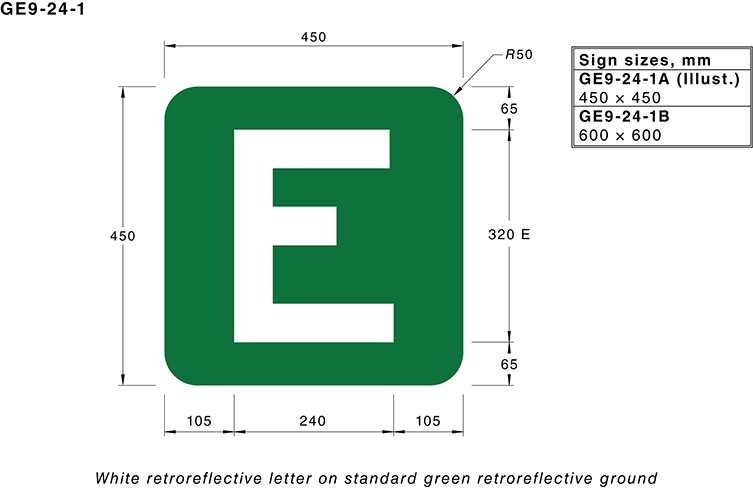 GE9-24-1
450
R50
Sign sizes, mm
GE9-24-1A (Illust.)
450 × 450
GE9-24-1B
600 × 600
65
E
450
320 E
65
105
240
105
White retroreflective letter on standard green retroreflective ground